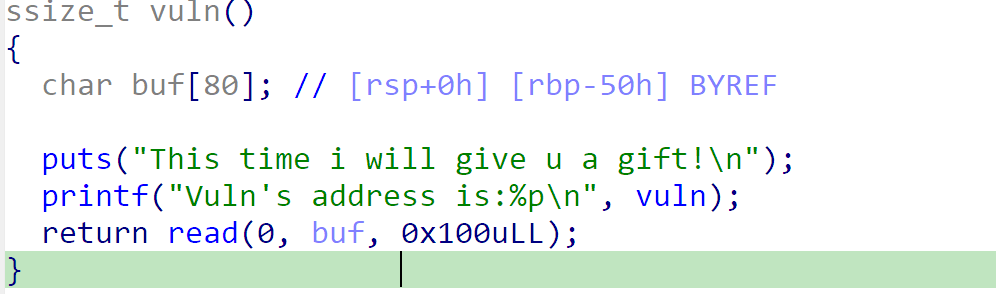 ssize_t vuln()
{
char buf[80]; // [rsp+0h] [rbp-50h] BYREF
puts("This time i will give u a gift!\n");
printf("Vuln's address is:%p\n", vuln);
return read(0, buf, 0x100uLL);
}